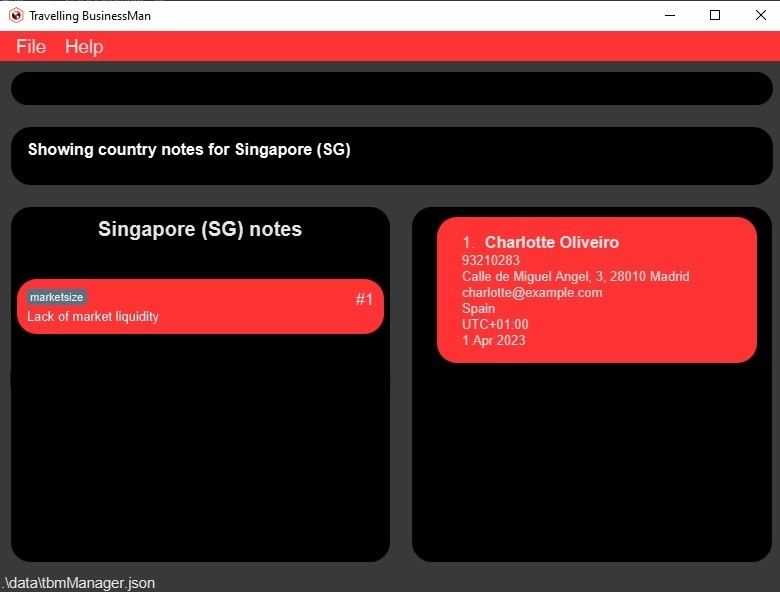 Travelling BusinessMan
File Help
Showing country notes for Singapore (SG)
Singapore (SG) notes
marketsize
#1
Lack of market liquidity
1. Charlotte Oliveiro
93210283
Calle de Miguel Angel, 3, 28010 Madrid
charlotte@example.com
Spain
UTC+01:00
1 Apr 2023
.\data\tbmManager.json